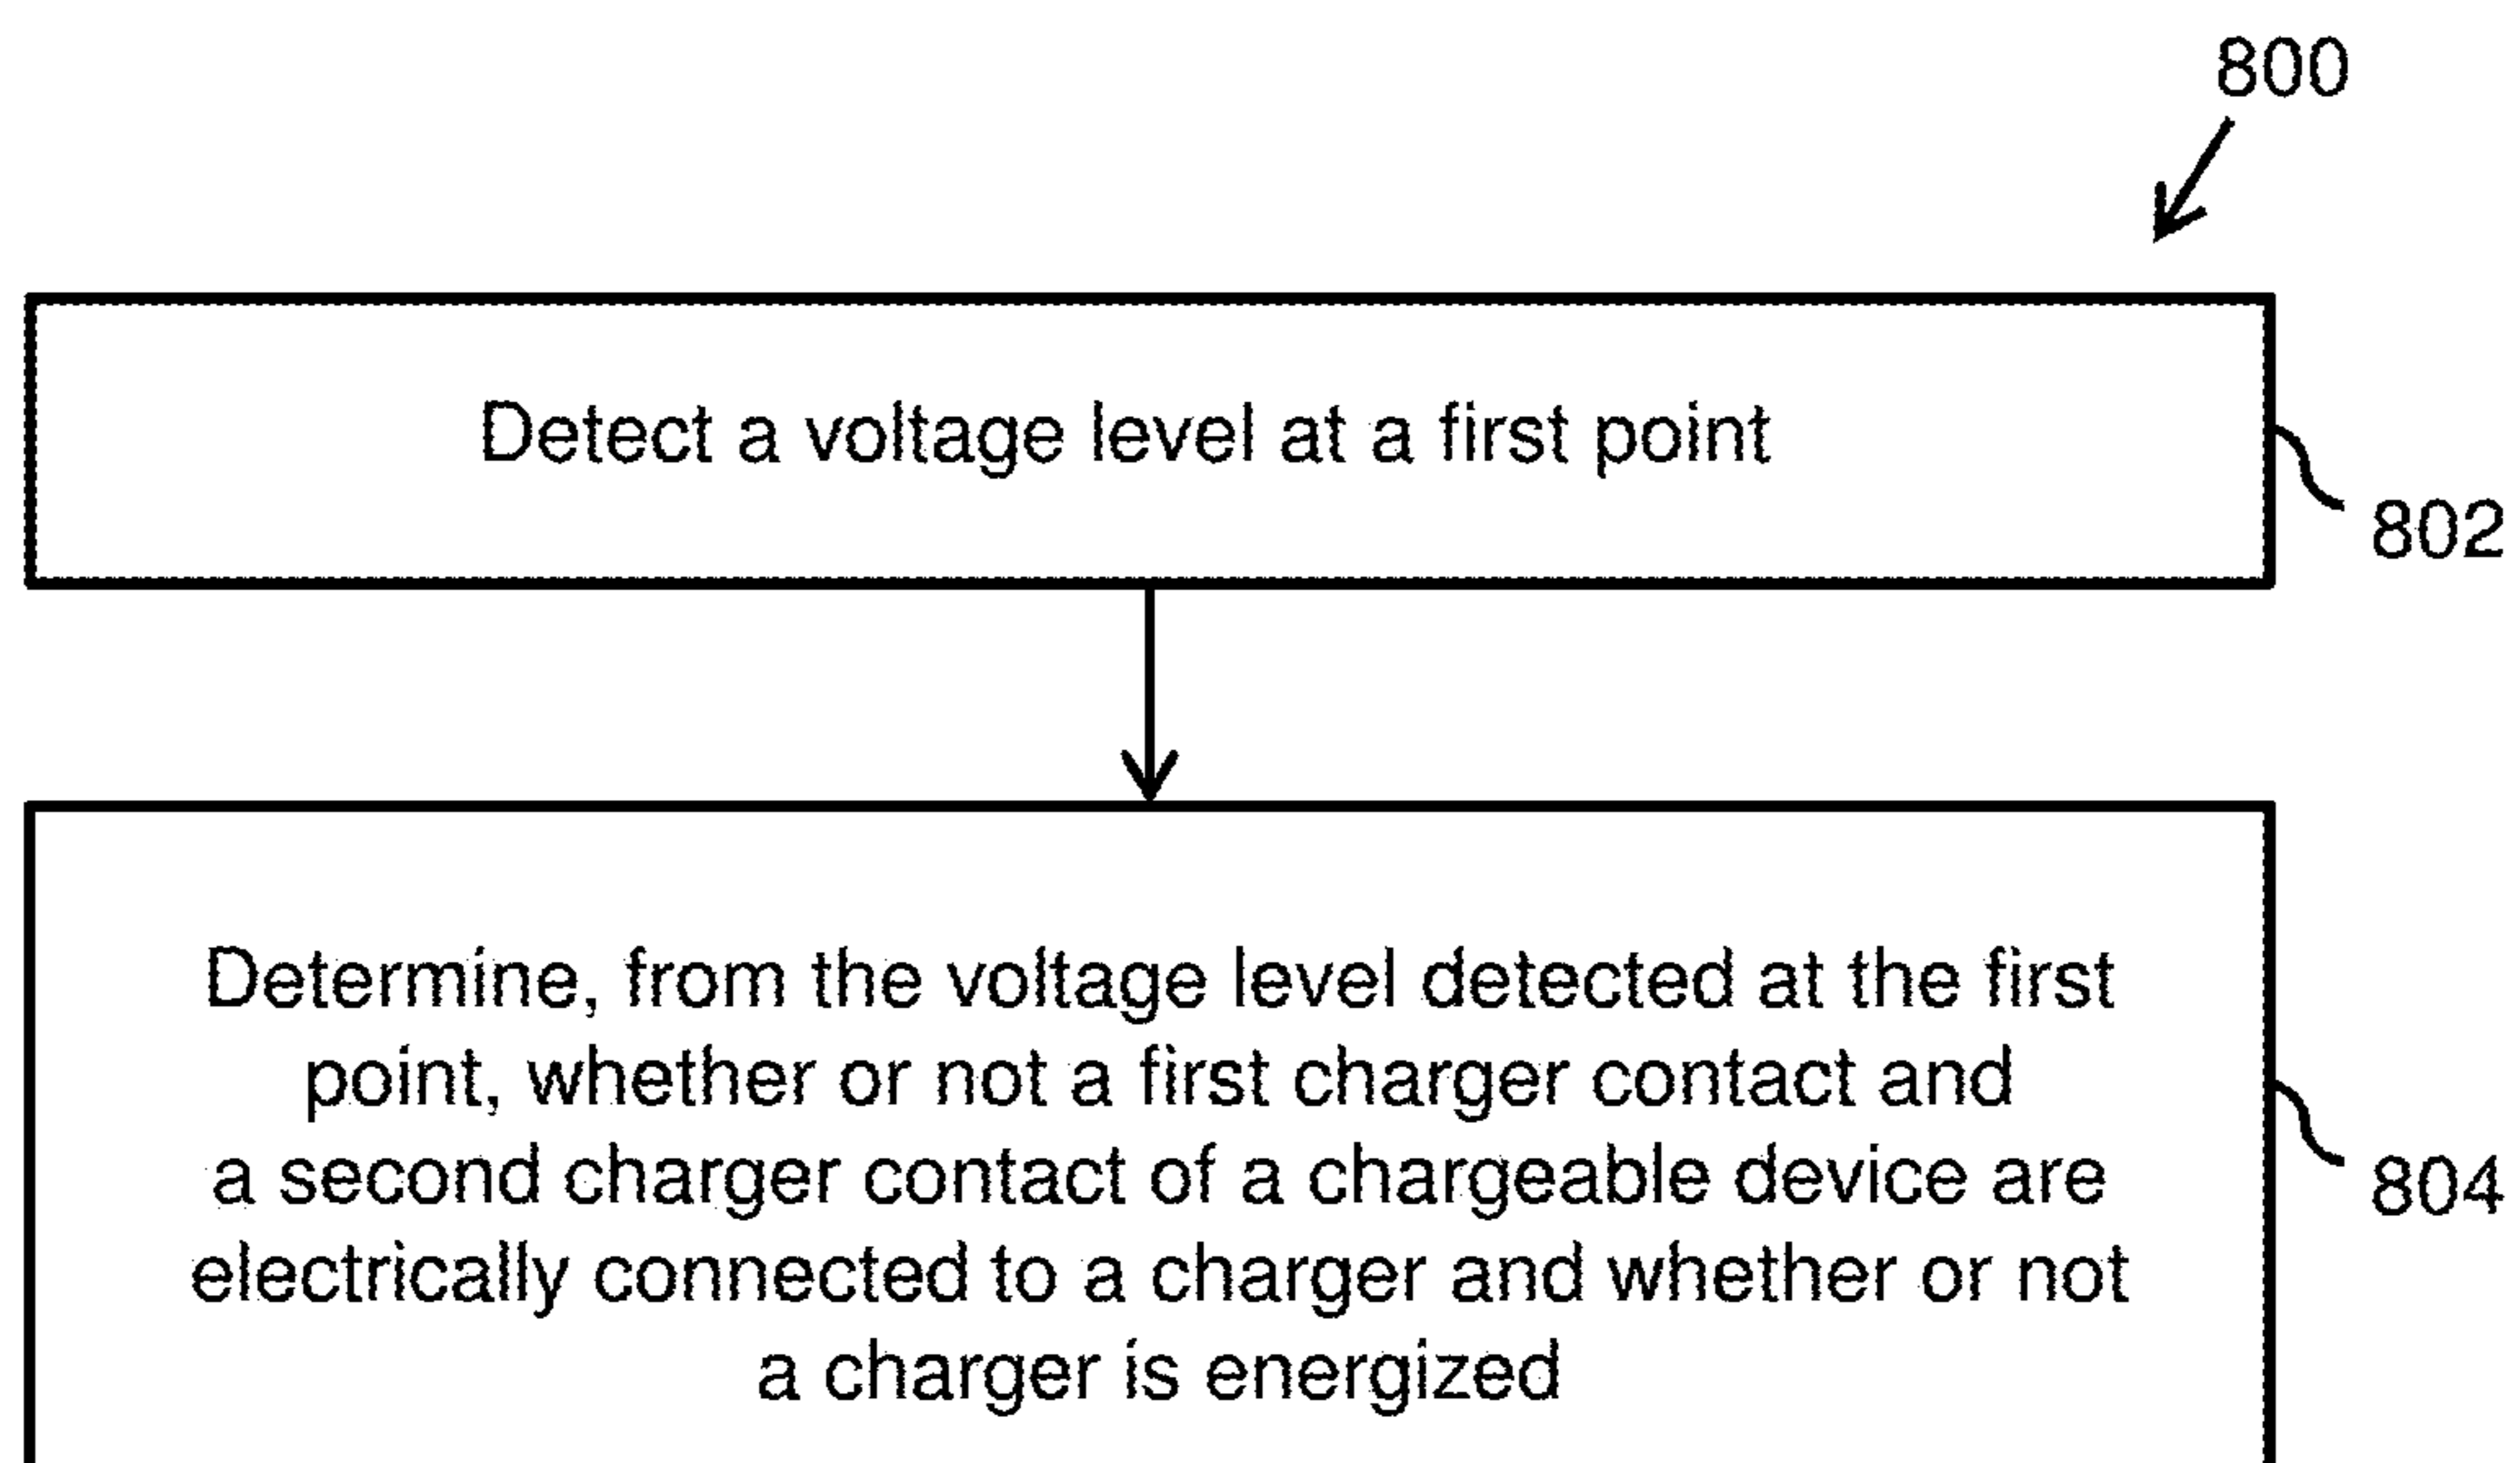 800
Detect a voltage level at a first point
802
Determine, from the voltage level detected at the first
point, whether or not a first charger contact and
a second charger contact of a chargeable device are
electrically connected to a charger and whether or not
a charger is energized
804